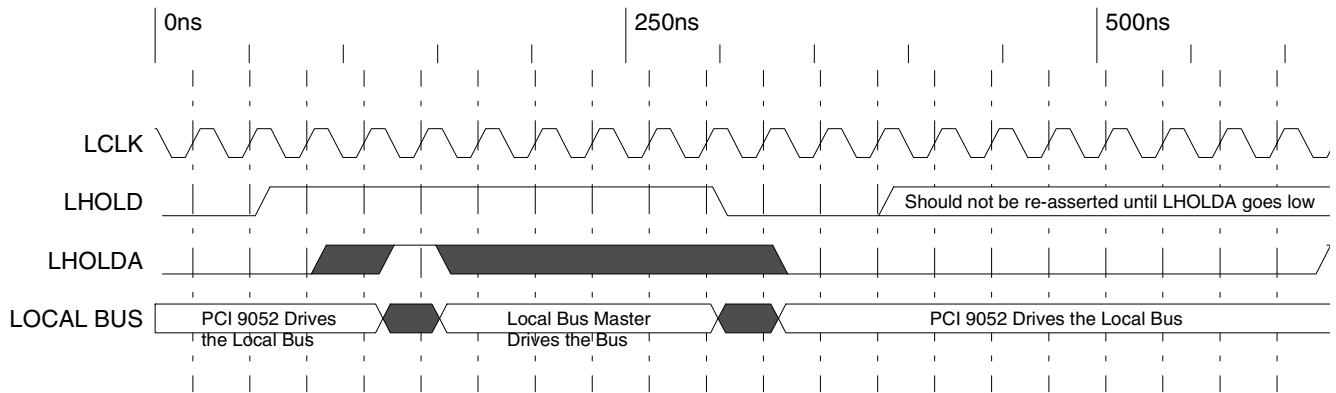 0ns 250ns 500ns
LCLK
LHOLD Should not be re-asserted until LHOLDA goes low
LHOLDA
LOCAL BUS PCI 9052 Drives Local Bus Master PCI 9052 Drives the Local Bus
the Local Bus Drives the Bus